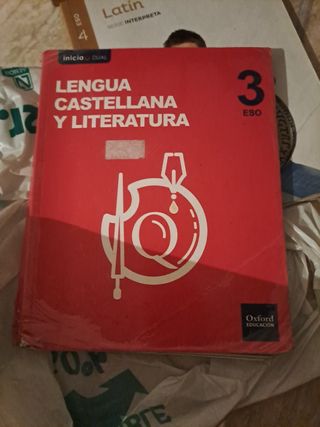 Latín
SERIE INTERPRETA
ESO 4
inicia DUAL
LENGUA
CASTELLANA
Y LITERATURA
3
ESO
Q
Oxford
EDUCACIÓN